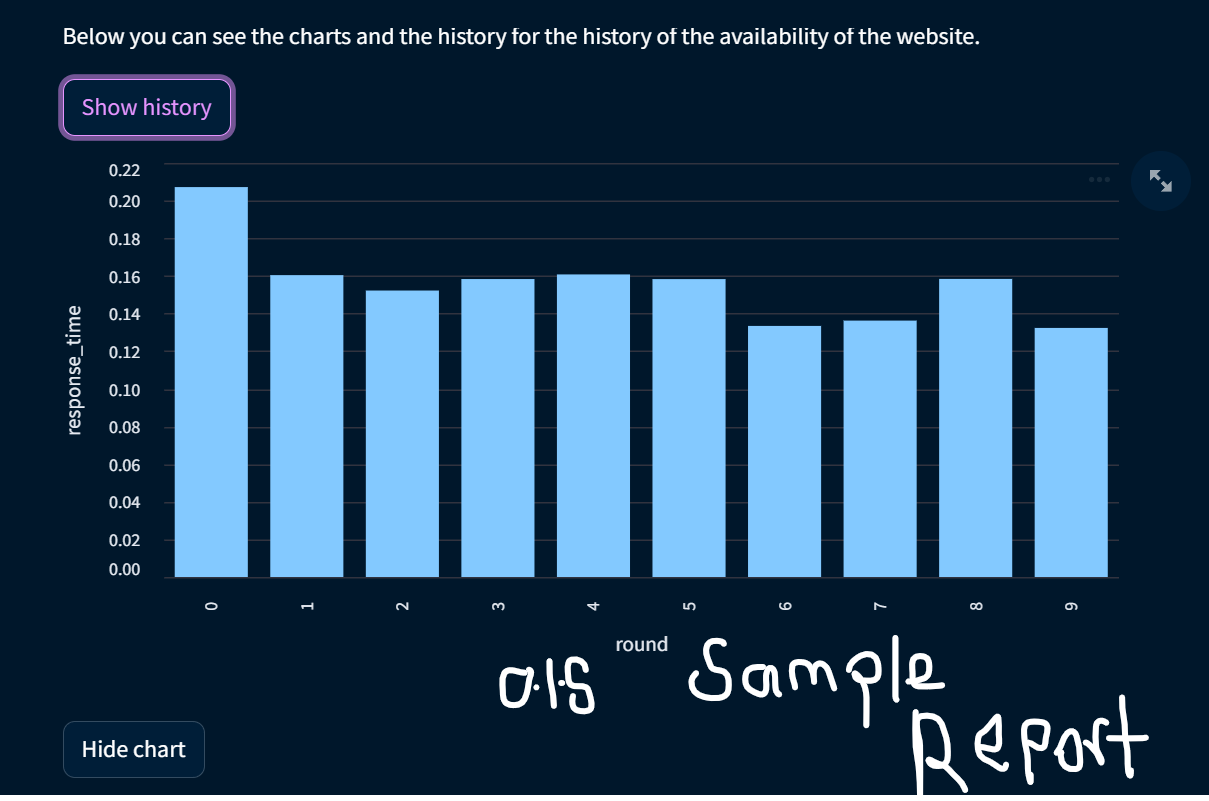 Below you can see the charts and the history for the history of the availability of the website.
Show history
0.22
0.20
0.18
0.16
0.14
0.12
0.10
0.08
0.06
0.04
0.02
0.00
response_time
0 1 2 3 4 5 6 7 8 9
round
Sample
Report
Hide chart